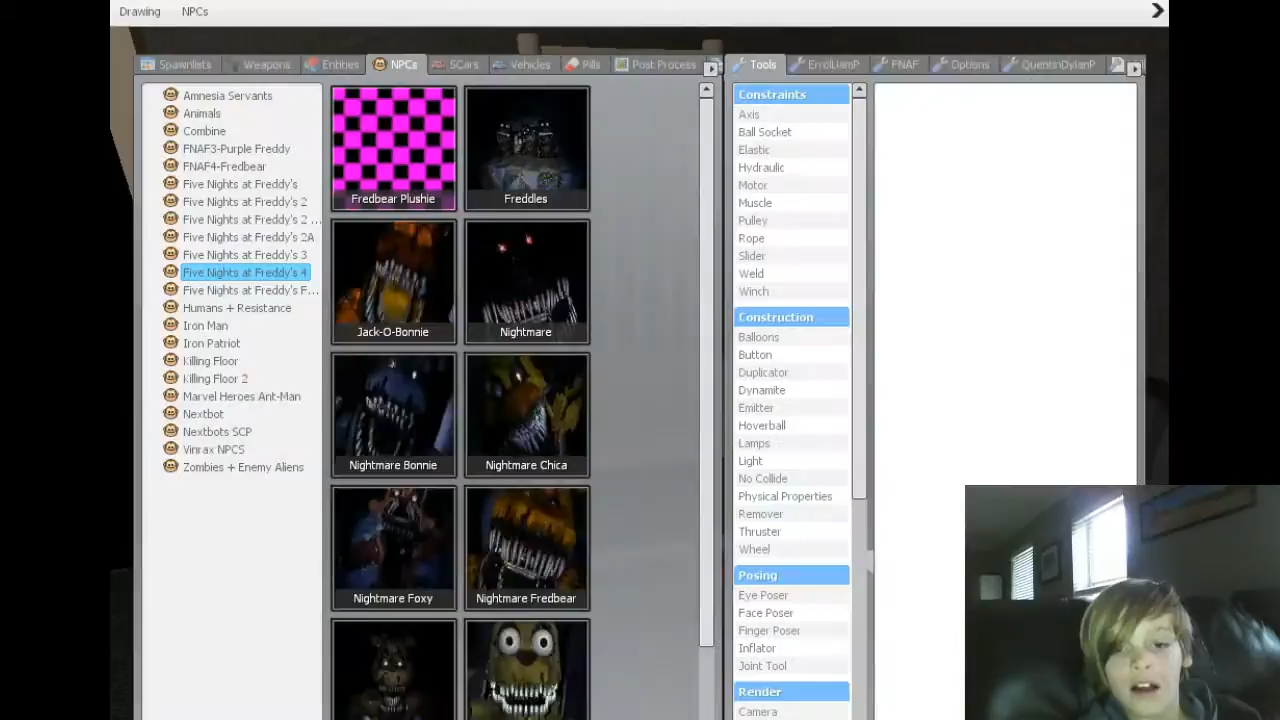 Drawing NPCs
Spawnlists Weapons Entities NPCs SCars Vehicles Pills Post Process Tools ErrolLiamP FNAF Options QuentinDylanP
Amnesia Servants
Animals
Combine
FNAF3-Purple Freddy
FNAF4-Fredbear
Five Nights at Freddy's
Five Nights at Freddy's 2
Five Nights at Freddy's 2 ...
Five Nights at Freddy's 2A
Five Nights at Freddy's 3
Five Nights at Freddy's 4
Five Nights at Freddy's F...
Humans + Resistance
Iron Man
Iron Patriot
Killing Floor
Killing Floor 2
Marvel Heroes Ant-Man
Nextbot
Nextbots SCP
Vinrax NPCS
Zombies + Enemy Aliens
Fredbear Plushie Freddles
Jack-O-Bonnie Nightmare
Nightmare Bonnie Nightmare Chica
Nightmare Foxy Nightmare Fredbear
Constraints
Axis
Ball Socket
Elastic
Hydraulic
Motor
Muscle
Pulley
Rope
Slider
Weld
Winch
Construction
Balloons
Button
Duplicator
Dynamite
Emitter
Hoverball
Lamps
Light
No Collide
Physical Properties
Remover
Thruster
Wheel
Posing
Eye Poser
Face Poser
Finger Poser
Inflator
Joint Tool
Render
Camera